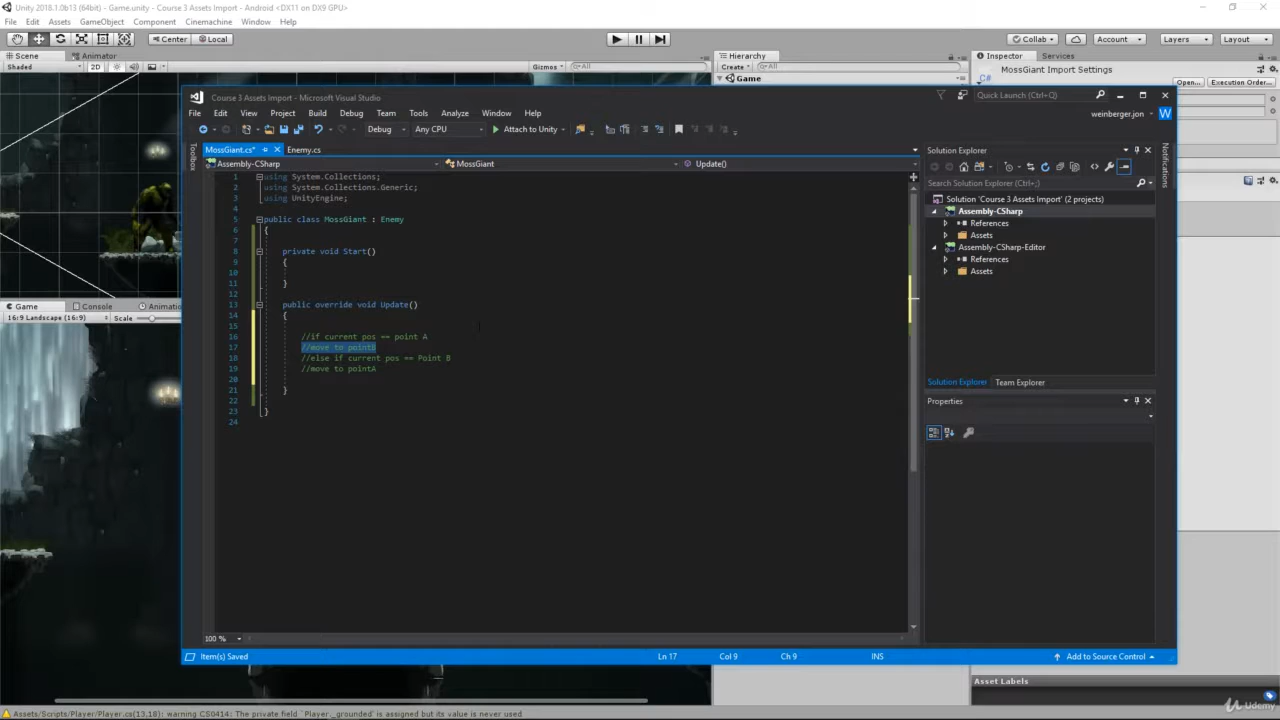 Unity 2018.1.0b13 (64bit) - Game.unity - Course 3 Assets Import - Android <DX11 on DX9 GPU>
File Edit Assets GameObject Component Cinemachine Window Help
Center Local Collab Account Layers Layout
Scene Animator Hierarchy Inspector Services
Shaded 2D Gizmos All Create All MossGiant Import Settings
Game Open... Execution Order...
Course 3 Assets Import - Microsoft Visual Studio Quick Launch (Ctrl+Q)
File Edit View Project Build Debug Team Tools Analyze Window Help weinberger.jon W
Debug Any CPU Attach to Unity
Toolbox
MossGiant.cs* Enemy.cs
Assembly-CSharp MossGiant Update()
1 using System.Collections;
2 using System.Collections.Generic;
3 using UnityEngine;
4
5 public class MossGiant : Enemy
6 {
7
8 private void Start()
9 {
10
11 }
12
13 public override void Update()
14 {
15
16 //if current pos == point A
17 //move to pointB
18 //else if current pos == Point B
19 //move to pointA
20
21 }
22
23 }
24
Solution Explorer
Search Solution Explorer (Ctrl+;)
Solution 'Course 3 Assets Import' (2 projects)
Assembly-CSharp
References
Assets
Assembly-CSharp-Editor
References
Assets
Solution Explorer Team Explorer
Properties
Notifications
Game Console Animation
16:9 Landscape (16:9) Scale
100 %
Item(s) Saved Ln 17 Col 9 Ch 9 INS Add to Source Control
Asset Labels
Assets/Scripts/Player/Player.cs(13,18): warning CS0414: The private field `Player._grounded' is assigned but its value is never used
Udemy